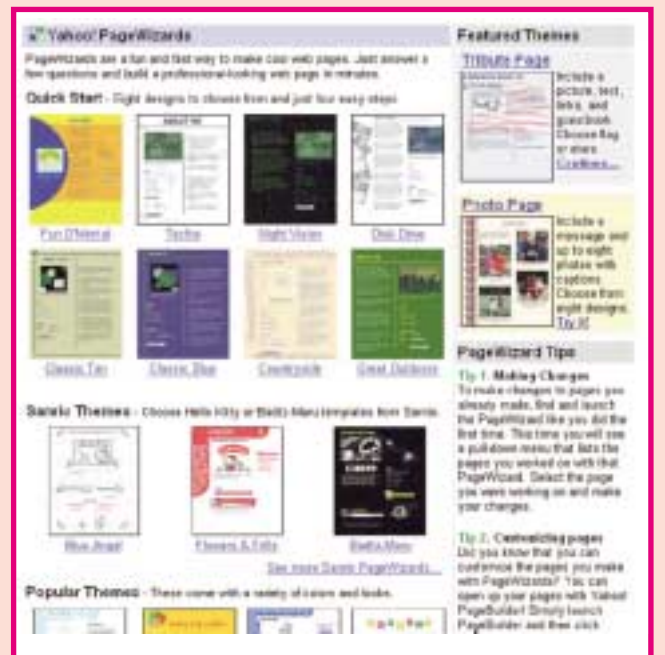 Yahoo! PageWizards
PageWizards are a fun and fast way to make cool web pages. Just answer a
few questions and build a professional-looking web page in minutes.
Quick Start - Eight designs to choose from and just four easy steps.
Fun O'Rental
Techie
Night Vision
Disk Drive
Classic Tan
Classic Blue
Countryside
Great Outdoors
Sanrio Themes - Choose Hello Kitty or Badtz-Maru templates from Sanrio.
Blue Angel
Flowers & Frills
Badtz-Maru
See more Sanrio PageWizards...
Popular Themes - These come with a variety of colors and looks.
Featured Themes
Tribute Page
Include a
picture, text,
links, and
guestbook.
Choose flag
or
Continue...
Photo Page
Include a
message and
up to eight
photos with
captions.
Choose from
eight designs.
Try it!
PageWizard Tips
Tip 1. Making Changes
To make changes to pages you
already made, find and launch
the PageWizard like you did the
first time. This time you will see
a pulldown menu that lists the
pages you worked on with that
PageWizard. Select the page
you were working on and make
your changes.
Tip 2. Customizing pages
Did you know that you can
customize the pages you make
with PageWizards? You can
open up your pages with Yahoo!
PageBuilder! Simply launch
PageBuilder and then click